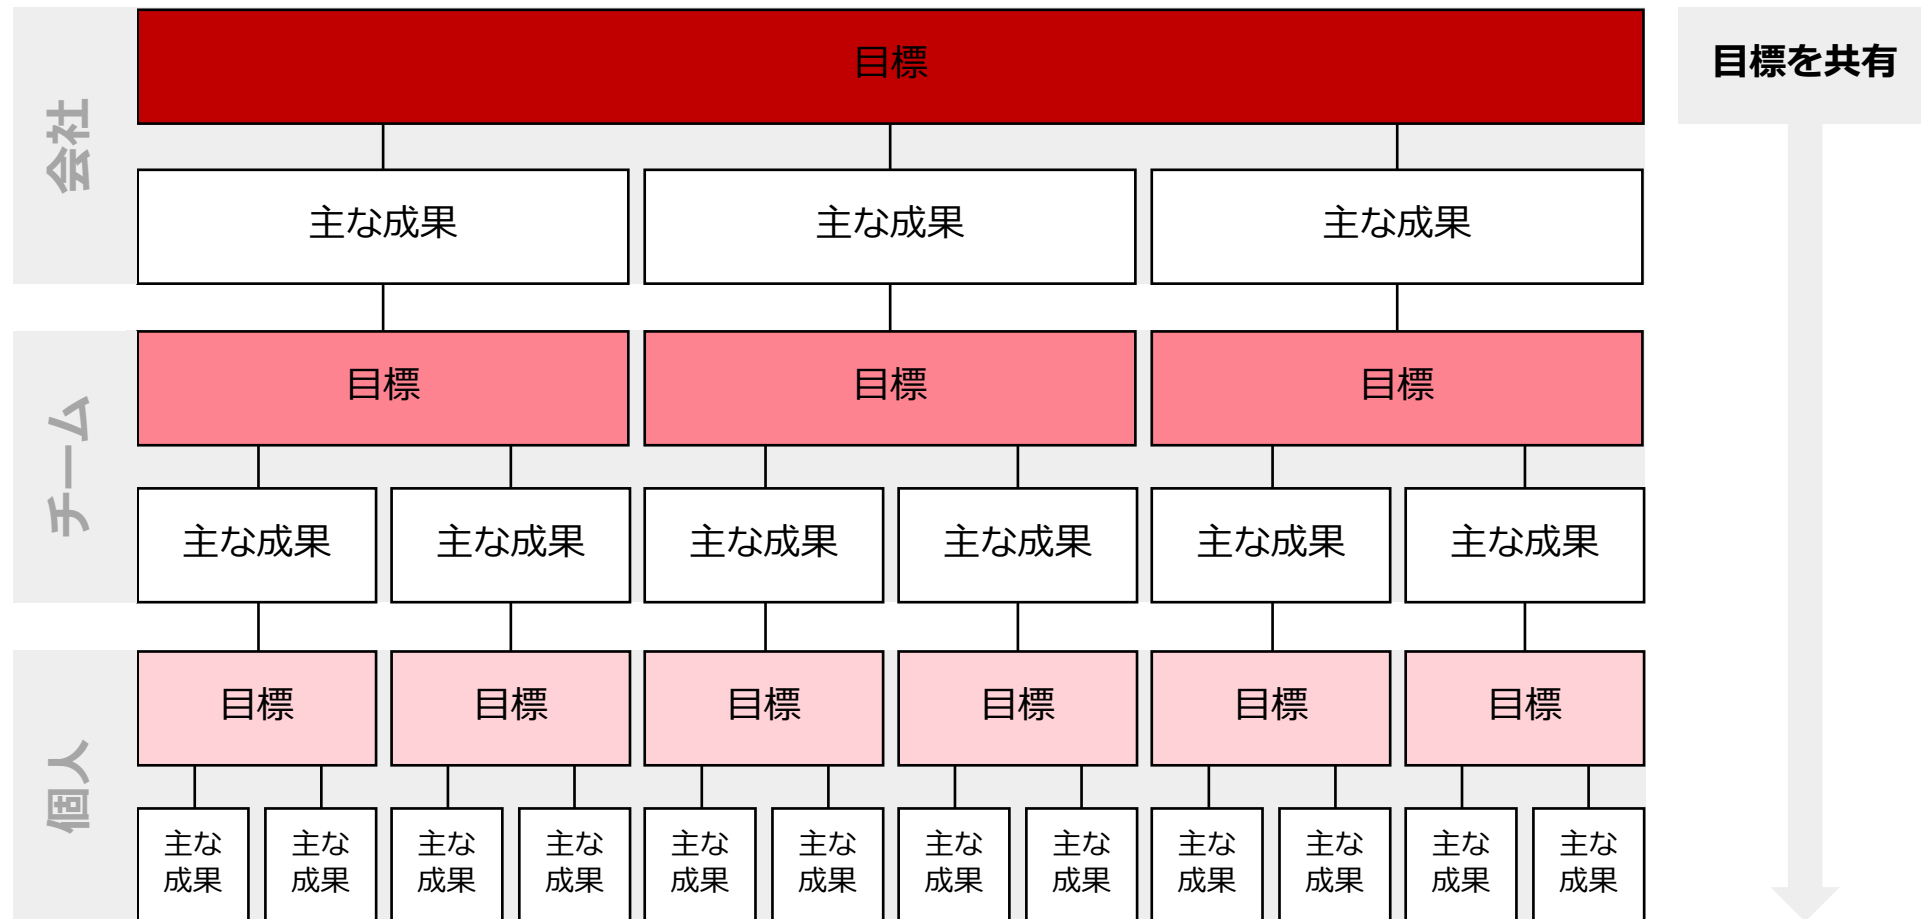 会社
目標
目標を共有
主な成果 主な成果 主な成果
チーム
目標 目標 目標
主な成果 主な成果 主な成果 主な成果 主な成果 主な成果
個人
目標 目標 目標 目標 目標 目標
主な 主な 主な 主な 主な 主な 主な 主な 主な 主な 主な 主な
成果 成果 成果 成果 成果 成果 成果 成果 成果 成果 成果 成果